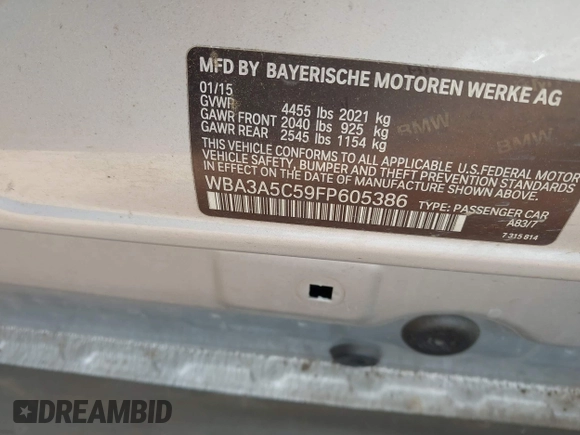 MFD BY BAYERISCHE MOTOREN WERKE AG
01/15
GVWR 4455 lbs 2021 kg
GAWR FRONT 2040 lbs 925 kg
GAWR REAR 2545 lbs 1154 kg
THIS VEHICLE CONFORMS TO ALL APPLICABLE U.S.FEDERAL MOTOR
VEHICLE SAFETY, BUMPER AND THEFT PREVENTION STANDARDS
IN EFFECT ON THE DATE OF MANUFACTURE SHOWN ABOVE.
WBA3A5C59FP605386 TYPE: PASSENGER CAR
A83/7
7 315 814
BMW
BMW
DREAMBID